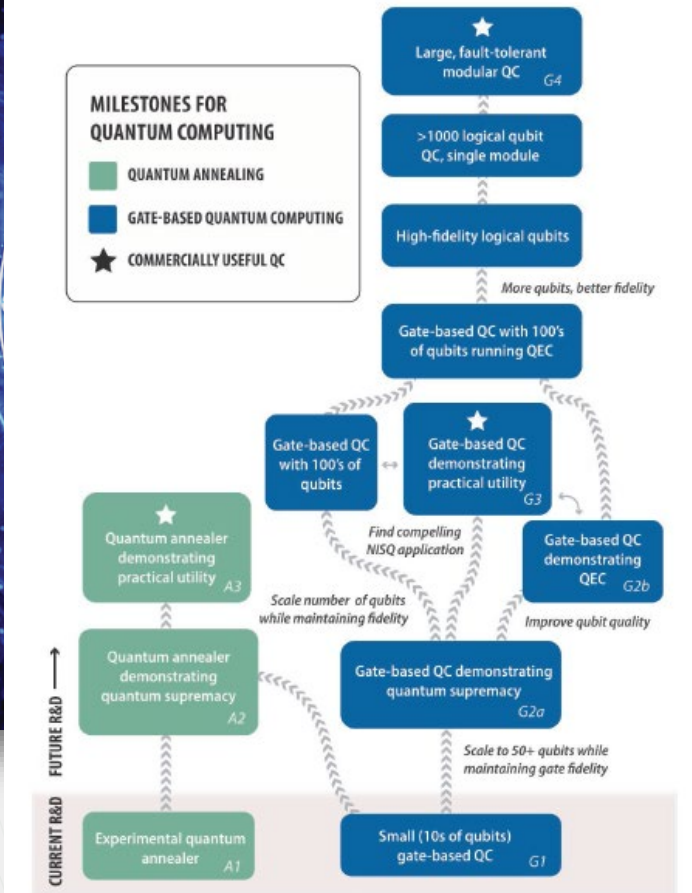 Large, fault-tolerant
modular QC
G4
MILESTONES FOR
QUANTUM COMPUTING
QUANTUM ANNEALING
GATE-BASED QUANTUM COMPUTING
COMMERCIALLY USEFUL QC
>1000 logical qubit
QC, single module
High-fidelity logical qubits
More qubits, better fidelity
Gate-based QC with 100's
of qubits running QEC
Gate-based QC
with 100's of
qubits
Gate-based QC
demonstrating
practical utility
G3
Quantum annealer
demonstrating
practical utility
A3
Find compelling
NISQ application
Gate-based QC
demonstrating
QEC
G2b
Scale number of qubits
while maintaining fidelity
Improve qubit quality
Quantum annealer
demonstrating
quantum supremacy
A2
Gate-based QC demonstrating
quantum supremacy
G2a
FUTURE R&D
Scale to 50+ qubits while
maintaining gate fidelity
CURRENT R&D
Experimental quantum
annealer
A1
Small (10s of qubits)
gate-based QC
G1